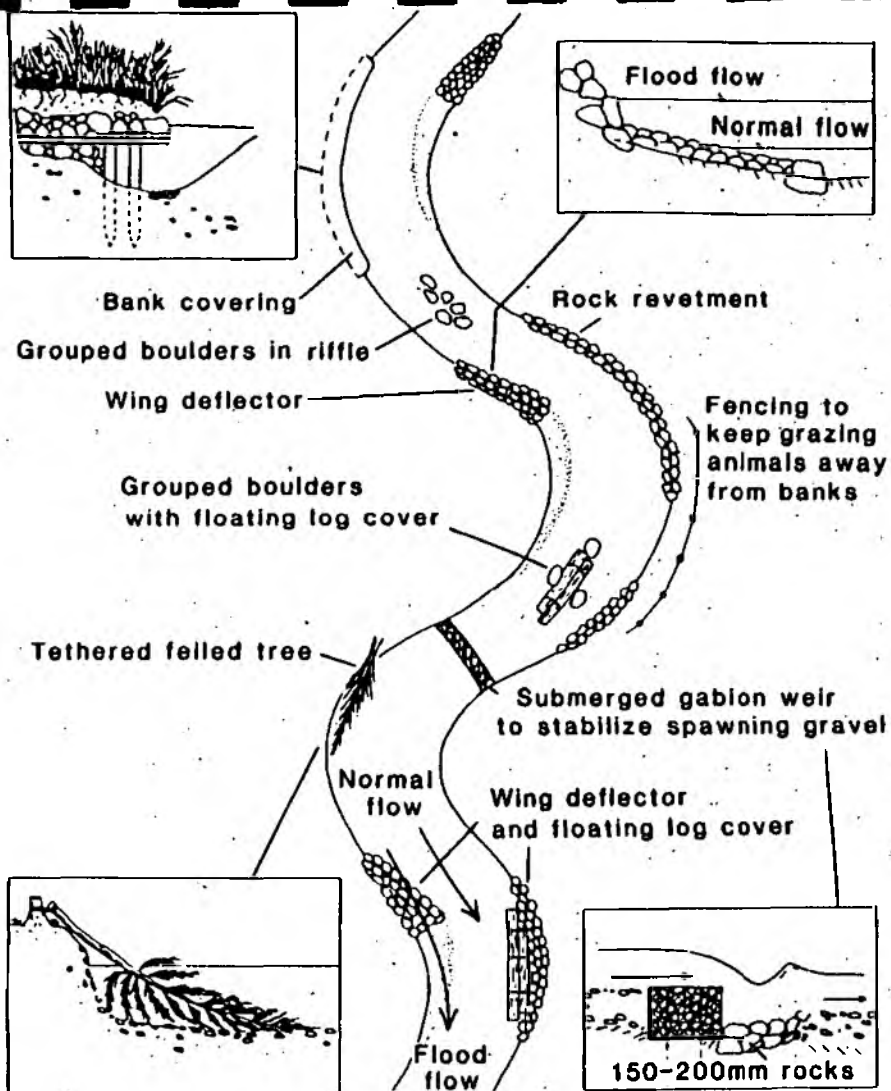 Flood flow
Normal flow
Bank covering
Rock revetment
Grouped boulders in riffle
Wing deflector
Fencing to
keep grazing
animals away
from banks
Grouped boulders
with floating log cover
Tethered felled tree
Submerged gabion weir
to stabilize spawning gravel
Normal
flow
Wing deflector
and floating log cover
Flood
flow
150-200mm rocks